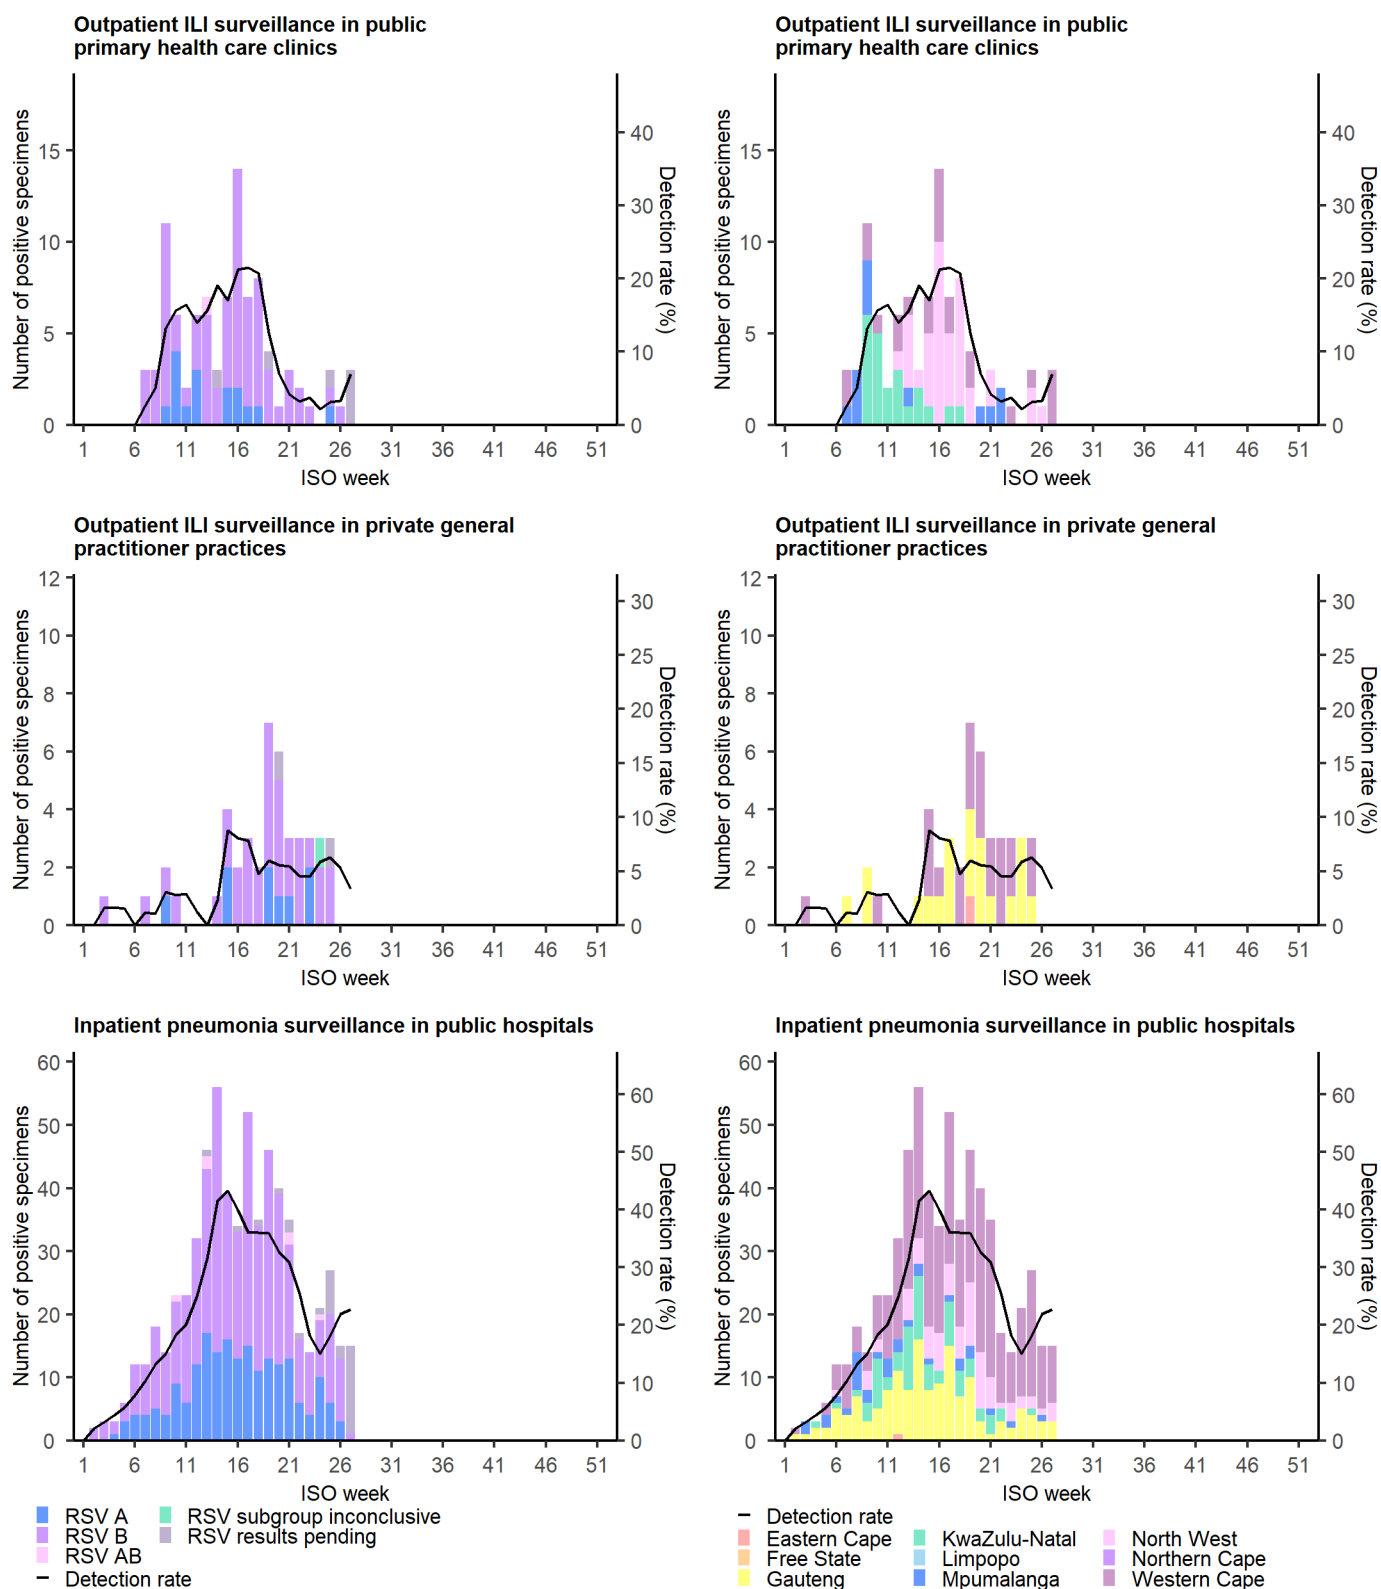 Outpatient ILI surveillance in public
primary health care clinics
Number of positive specimens
0
5
10
15
0
10
20
30
40
Detection rate (%)
1 6 11 16 21 26 31 36 41 46 51
ISO week
Outpatient ILI surveillance in public
primary health care clinics
Number of positive specimens
0
5
10
15
0
10
20
30
40
Detection rate (%)
1 6 11 16 21 26 31 36 41 46 51
ISO week
Outpatient ILI surveillance in private general
practitioner practices
Number of positive specimens
0
2
4
6
8
10
12
0
5
10
15
20
25
30
Detection rate (%)
1 6 11 16 21 26 31 36 41 46 51
ISO week
Outpatient ILI surveillance in private general
practitioner practices
Number of positive specimens
0
2
4
6
8
10
12
0
5
10
15
20
25
30
Detection rate (%)
1 6 11 16 21 26 31 36 41 46 51
ISO week
Inpatient pneumonia surveillance in public hospitals
Number of positive specimens
0
10
20
30
40
50
60
0
10
20
30
40
50
60
Detection rate (%)
1 6 11 16 21 26 31 36 41 46 51
ISO week
RSV A
RSV B
RSV AB
Detection rate
RSV subgroup inconclusive
RSV results pending
Inpatient pneumonia surveillance in public hospitals
Number of positive specimens
0
10
20
30
40
50
60
0
10
20
30
40
50
60
Detection rate (%)
1 6 11 16 21 26 31 36 41 46 51
ISO week
Detection rate
Eastern Cape
Free State
Gauteng
KwaZulu-Natal
Limpopo
Mpumalanga
North West
Northern Cape
Western Cape